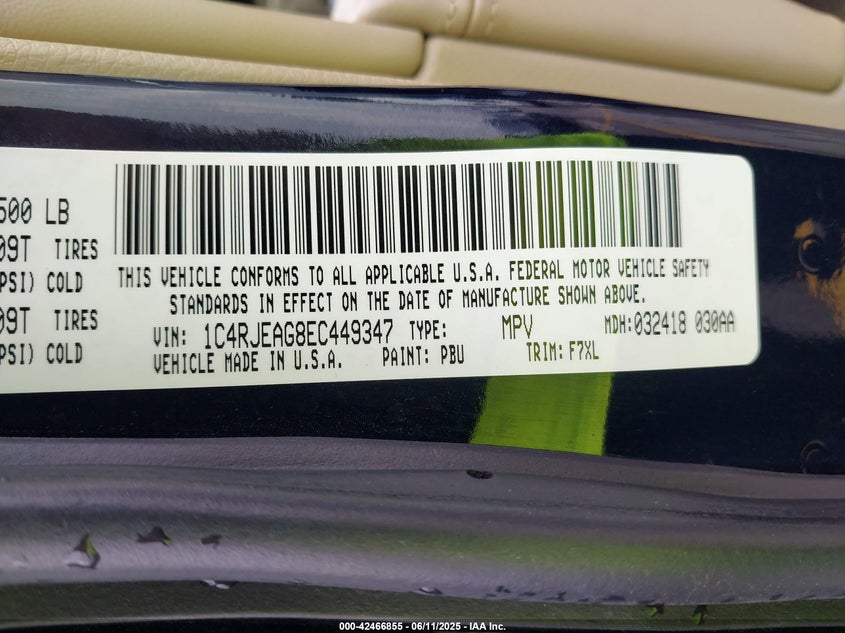 500 LB
09T TIRES
PSI) COLD
09T TIRES
PSI) COLD
THIS VEHICLE CONFORMS TO ALL APPLICABLE U.S.A. FEDERAL MOTOR VEHICLE SAFETY
STANDARDS IN EFFECT ON THE DATE OF MANUFACTURE SHOWN ABOVE.
VIN: 1C4RJEAG8EC449347 TYPE: MPV MDH:032418 030AA
VEHICLE MADE IN U.S.A. PAINT: PBU TRIM: F7XL
000-42466855 - 06/11/2025 - IAA Inc.